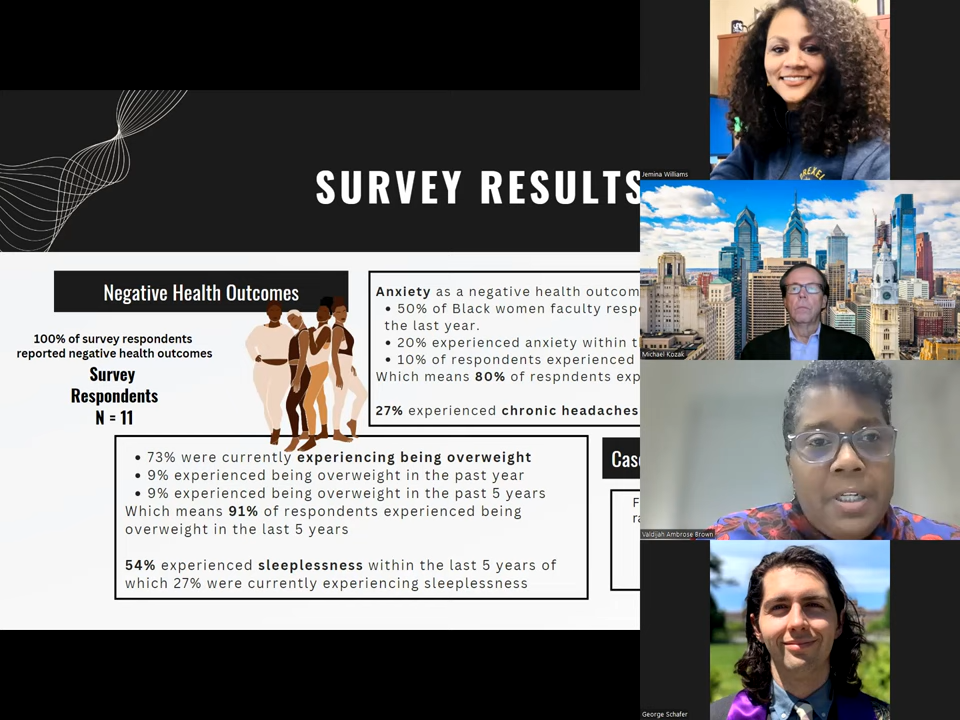 SURVEY RESULTS
Negative Health Outcomes
100% of survey respondents
reported negative health outcomes
Survey
Respondents
N = 11
Anxiety as a negative health outcom
• 50% of Black women faculty resp
the last year.
• 20% experienced anxiety within t
• 10% of respondents experienced
Which means 80% of respndents exp
27% experienced chronic headaches
• 73% were currently experiencing being overweight
• 9% experienced being overweight in the past year
• 9% experienced being overweight in the past 5 years
Which means 91% of respondents experienced being
overweight in the last 5 years
54% experienced sleeplessness within the last 5 years of
which 27% were currently experiencing sleeplessness
Cas
F
ra
Jemina Williams
DREXEL
Michael Kozak
Valdijah Ambrose Brown
George Schafer